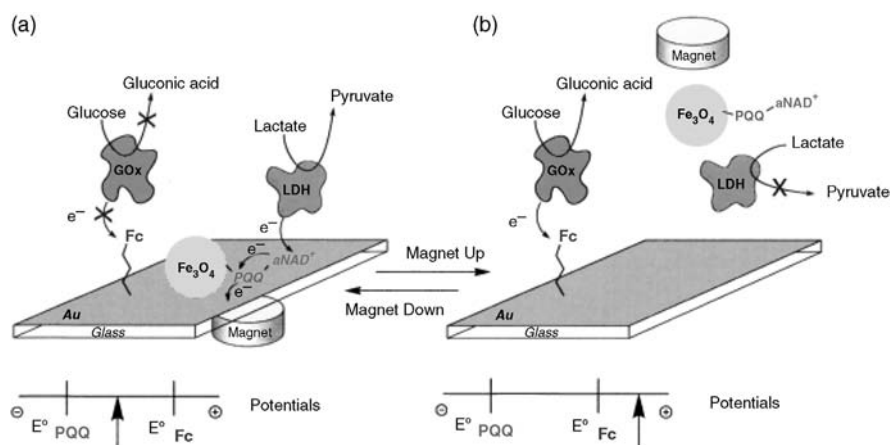 (a)
Gluconic acid
Glucose
GOx
e⁻
Fc
Pyruvate
Lactate
LDH
e⁻
e⁻
Fe₃O₄
PQQ
aNAD⁺
e⁻
Au
Glass
Magnet
Magnet Up
Magnet Down
⊖
E° PQQ
E° Fc
⊕
Potentials
(b)
Magnet
Gluconic acid
Glucose
GOx
e⁻
Fc
Fe₃O₄
PQQ
aNAD⁺
Lactate
LDH
Pyruvate
Au
Glass
⊖
E° PQQ
E° Fc
⊕
Potentials